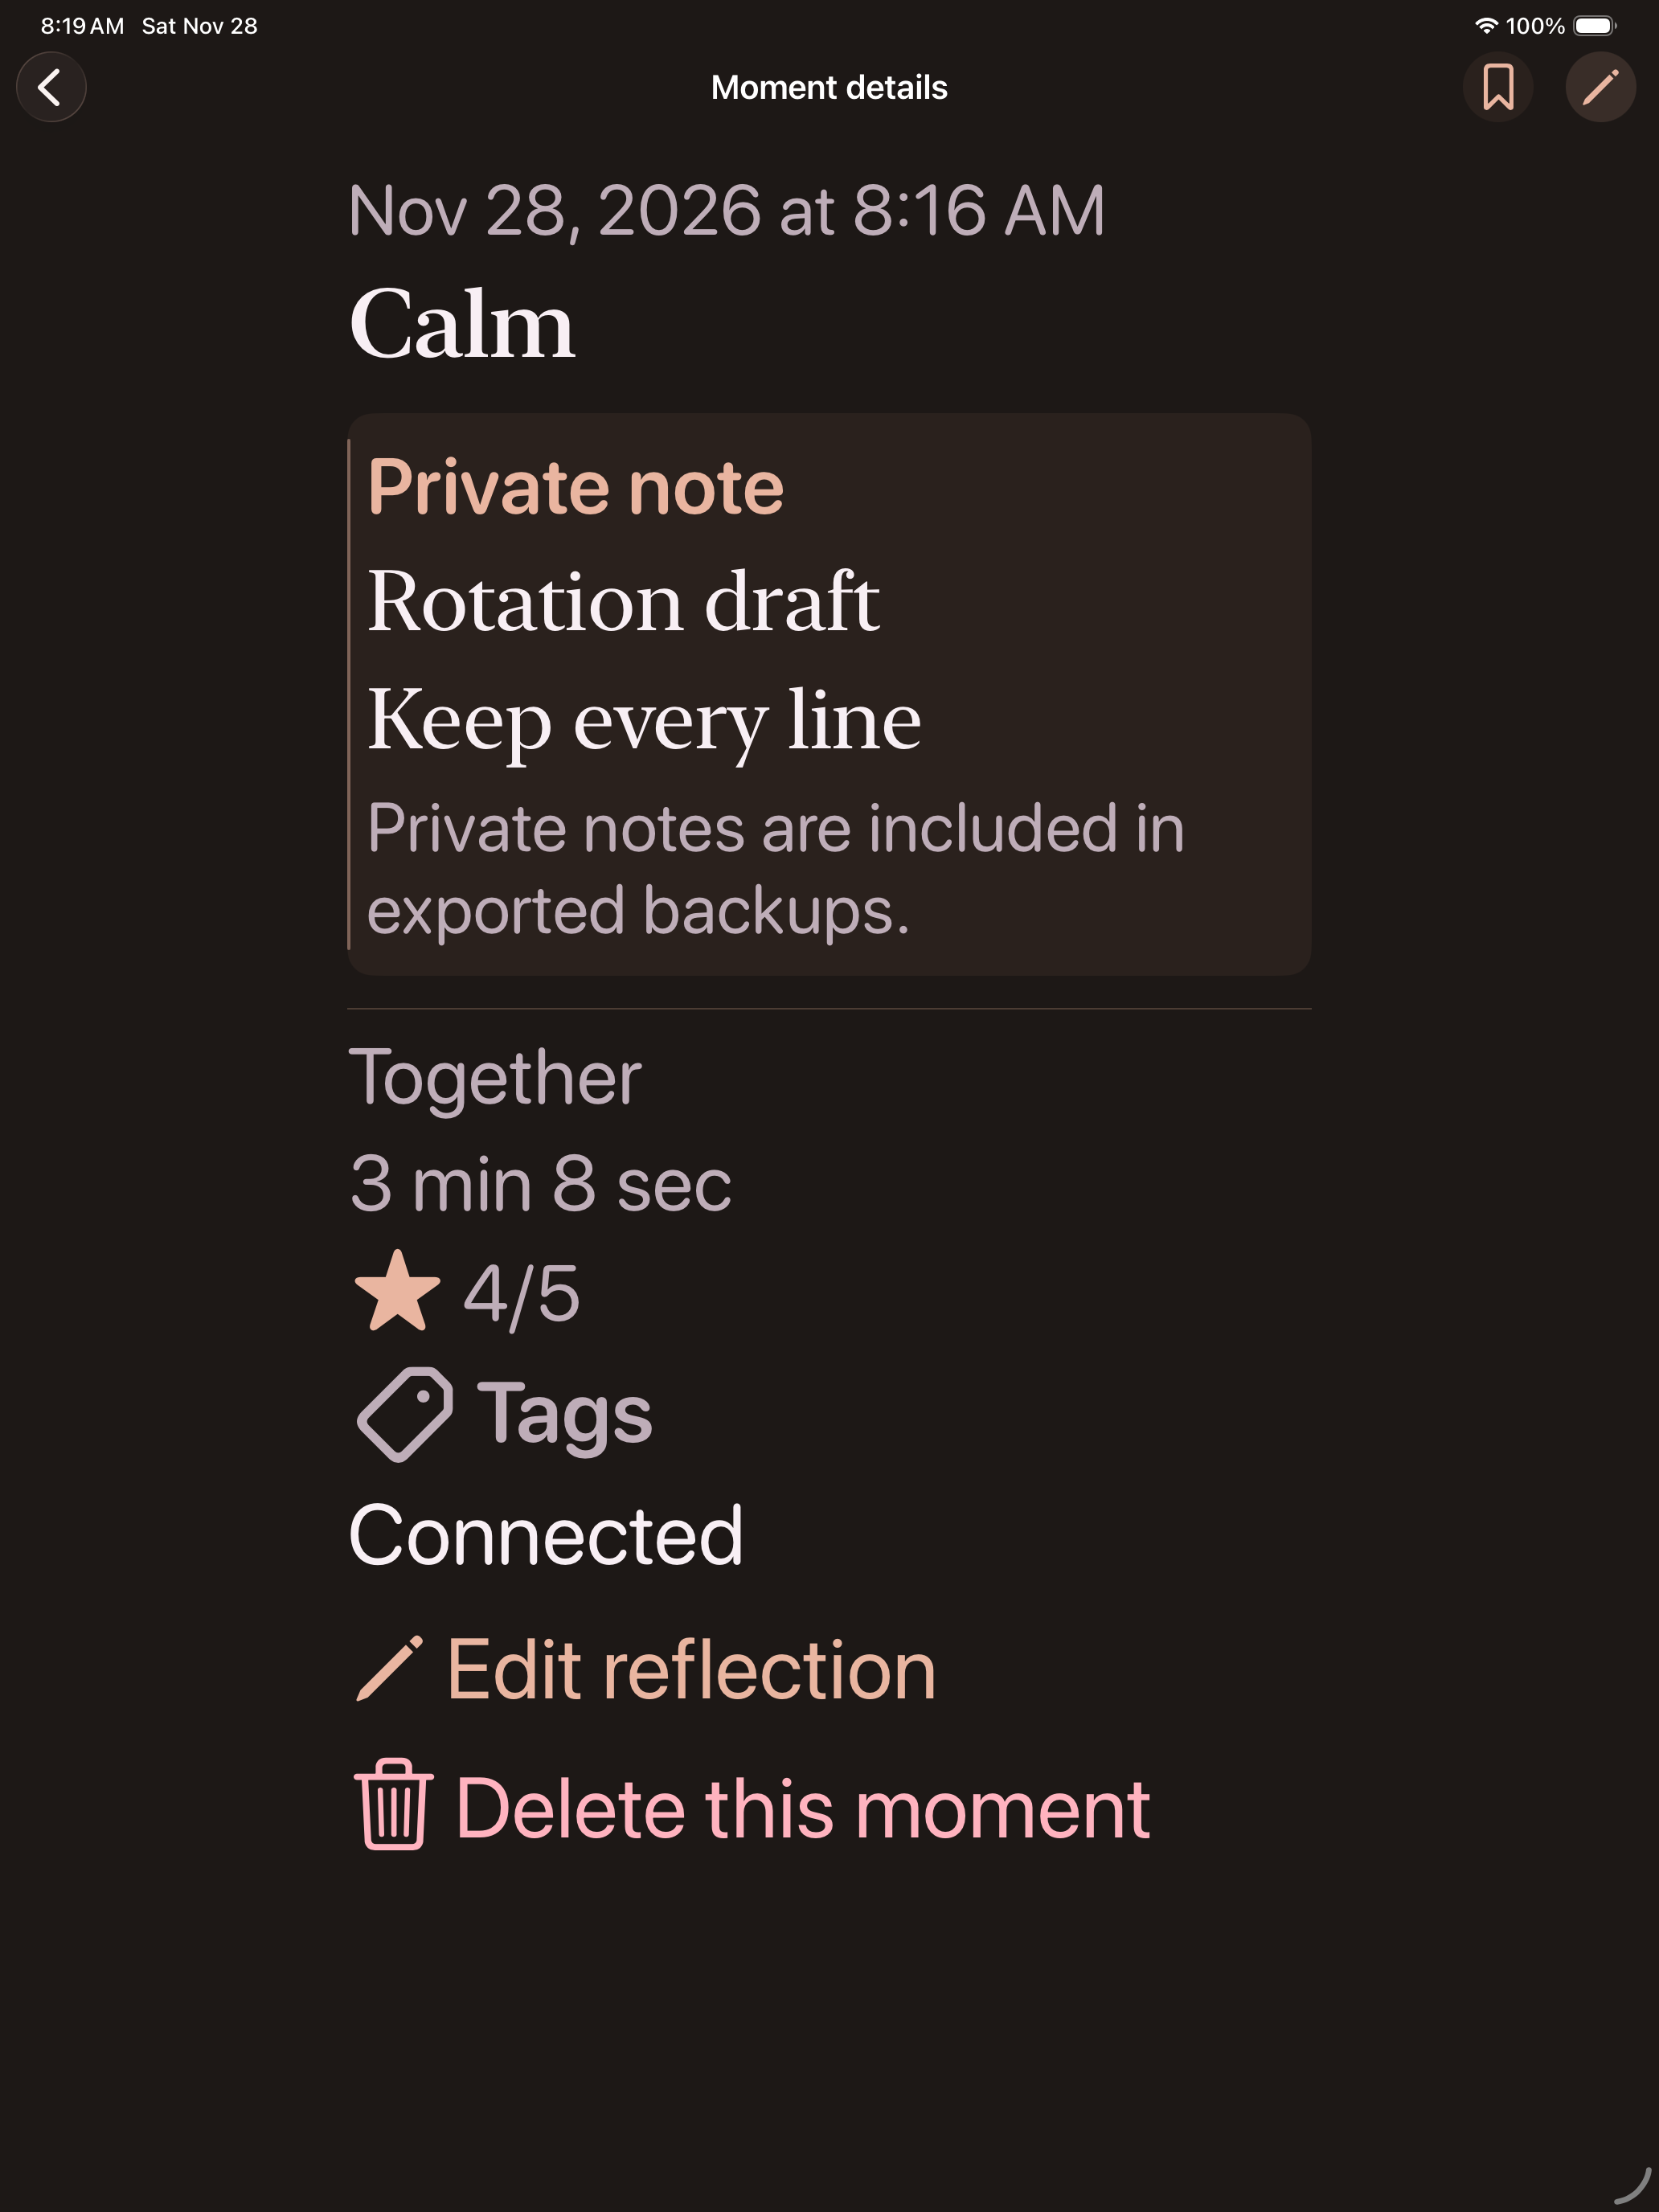 8:19 AM Sat Nov 28
100%
Moment details
Nov 28, 2026 at 8:16 AM
Calm
Private note
Rotation draft
Keep every line
Private notes are included in
exported backups.
Together
3 min 8 sec
4/5
Tags
Connected
Edit reflection
Delete this moment